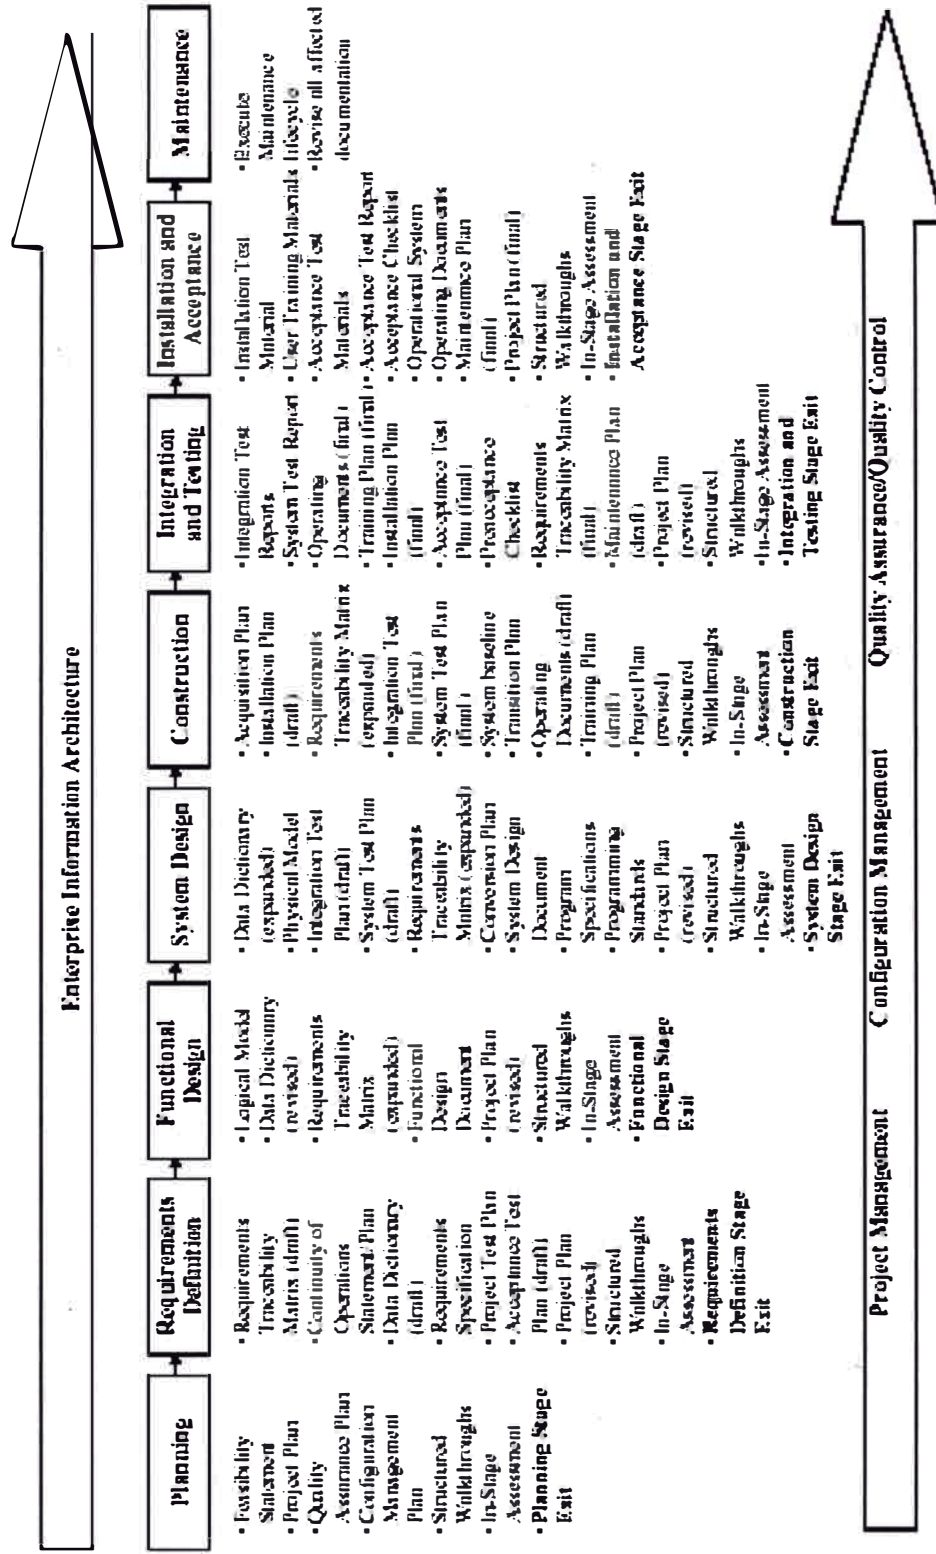 Enterprise Information Architecture
Planning
• Feasibility
Statement
• Project Plan
• Quality
Assurance Plan
• Configuration
Management
Plan
• Structured
Walkthroughs
• In-Stage
Assessment
• Planning Stage
Exit
Requirements
Definition
• Requirements
Traceability
Matrix (draft)
• Continuity of
Operations
Statement/Plan
• Data Dictionary
(draft)
• Requirements
Specification
• Project Test Plan
• Acceptance Test
Plan (draft)
• Project Plan
(revised)
• Structured
Walkthroughs
• In-Stage
Assessment
• Requirements
Definition Stage
Exit
Functional
Design
• Logical Model
• Data Dictionary
(revised)
• Requirements
Traceability
Matrix
(expanded)
• Functional
Design
Document
• Project Plan
(revised)
• Structured
Walkthroughs
• In-Stage
Assessment
• Functional
Design Stage
Exit
System Design
• Data Dictionary
(expanded)
• Physical Model
• Integration Test
Plan (draft)
• System Test Plan
(draft)
• Requirements
Traceability
Matrix (expanded)
• Conversion Plan
• System Design
Document
• Program
Specifications
• Programming
Standards
• Project Plan
(revised)
• Structured
Walkthroughs
• In-Stage
Assessment
• System Design
Stage Exit
Construction
• Acquisition Plan
• Installation Plan
(draft)
• Requirements
Traceability Matrix
(expanded)
• Integration Test
Plan (final)
• System Test Plan
(final)
• System baseline
• Transition Plan
• Operating
Documents (draft)
• Training Plan
(draft)
• Project Plan
(revised)
• Structured
Walkthroughs
• In-Stage
Assessment
• Construction
Stage Exit
Integration
and Testing
• Integration Test
Reports
• System Test Report
• Operating
Documents (final)
• Training Plan (final)
• Installation Plan
(final)
• Acceptance Test
Plan (final)
• Preacceptance
Checklist
• Requirements
Traceability Matrix
(final)
• Maintenance Plan
(draft)
• Project Plan
(revised)
• Structured
Walkthroughs
• In-Stage Assessment
• Integration and
Testing Stage Exit
Installation and
Acceptance
• Installation Test
Material
• User Training Materials
• Acceptance Test
Materials
• Acceptance Test Report
• Acceptance Checklist
• Operational System
• Operating Documents
• Maintenance Plan
(final)
• Project Plan (final)
• Structured
Walkthroughs
• In-Stage Assessment
• Installation and
Acceptance Stage Exit
Maintenance
• Execute
Maintenance
lifecycle
• Revise all affected
documentation
Project Management Configuration Management Quality Assurance/Quality Control